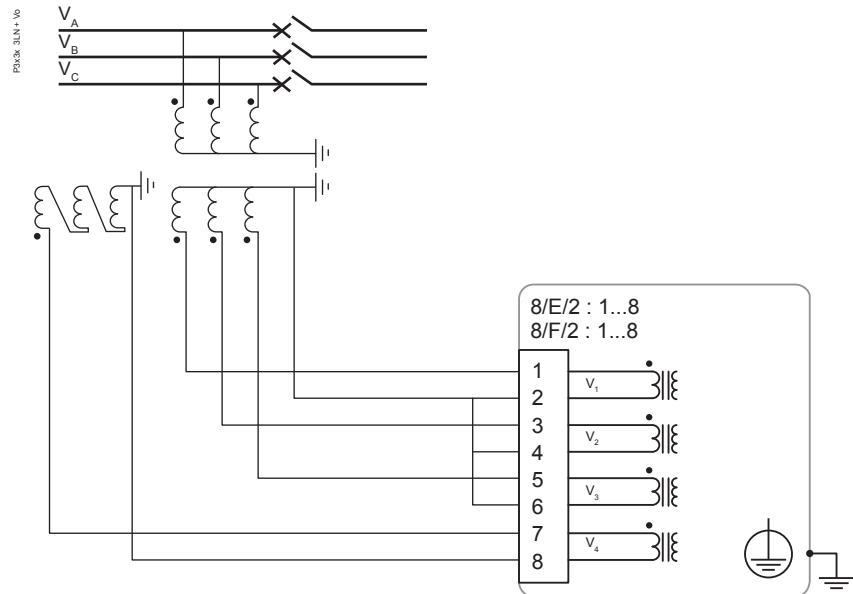 P3x3x 3LN + Vo
VA
VB
VC
8/E/2 : 1...8
8/F/2 : 1...8
1
2
3
4
5
6
7
8
V1
V2
V3
V4